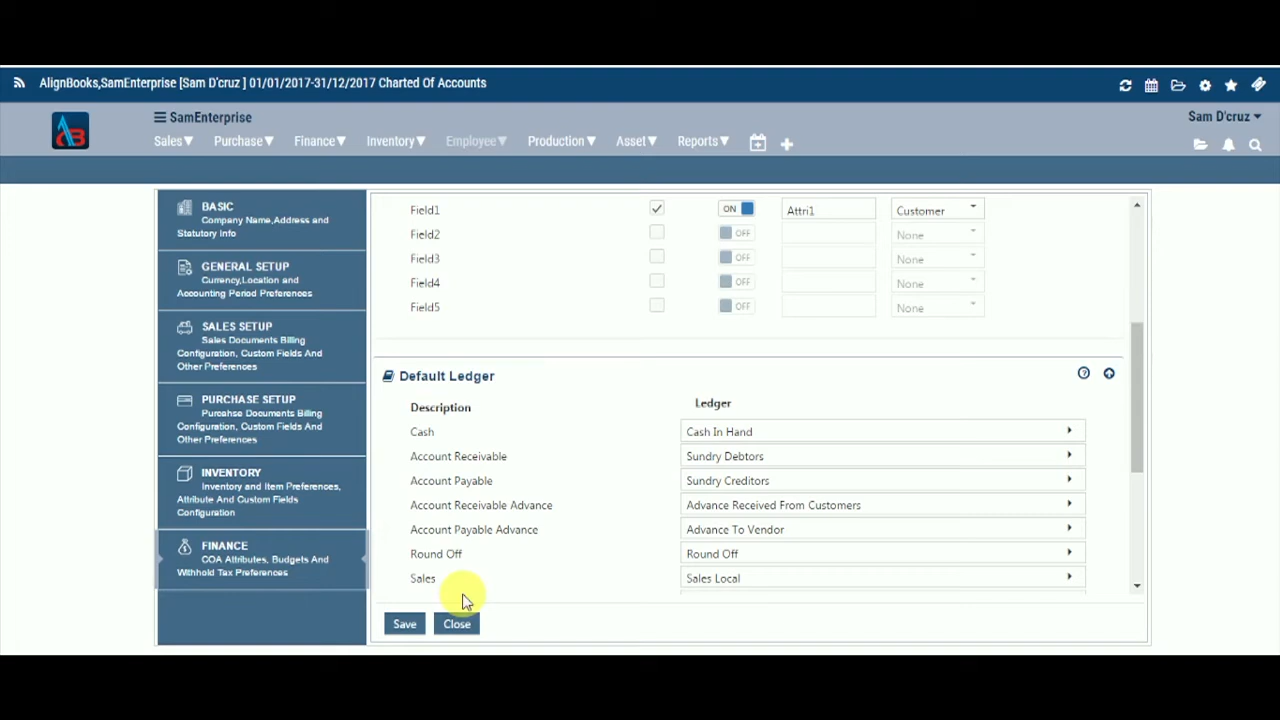 AlignBooks,SamEnterprise [Sam D'cruz ] 01/01/2017-31/12/2017 Charted Of Accounts
SamEnterprise
Sam D'cruz
Sales
Purchase
Finance
Inventory
Employee
Production
Asset
Reports
BASIC
Company Name,Address and
Statutory Info
GENERAL SETUP
Currency,Location and
Accounting Period Preferences
SALES SETUP
Sales Documents Billing
Configuration, Custom Fields And
Other Preferences
PURCHASE SETUP
Purcahse Documents Billing
Configuration, Custom Fields And
Other Preferences
INVENTORY
Inventory and Item Preferences,
Attribute And Custom Fields
Configuration
FINANCE
COA Attributes, Budgets And
Withhold Tax Preferences
Field1 ON Attri1 Customer
Field2 OFF None
Field3 OFF None
Field4 OFF None
Field5 OFF None
Default Ledger
Description Ledger
Cash Cash In Hand
Account Receivable Sundry Debtors
Account Payable Sundry Creditors
Account Receivable Advance Advance Received From Customers
Account Payable Advance Advance To Vendor
Round Off Round Off
Sales Sales Local
Save Close